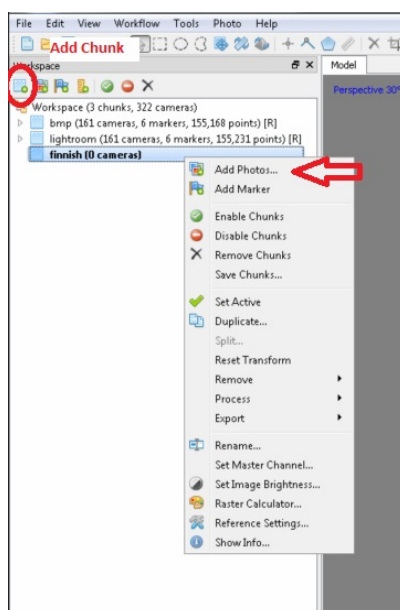 File Edit View Workflow Tools Photo Help
Add Chunk
Workspace
Model
Perspective 30°
Workspace (3 chunks, 322 cameras)
bmp (161 cameras, 6 markers, 155,168 points) [R]
lightroom (161 cameras, 6 markers, 155,231 points) [R]
finnish (0 cameras)
Add Photos...
Add Marker
Enable Chunks
Disable Chunks
Remove Chunks
Save Chunks...
Set Active
Duplicate...
Split...
Reset Transform
Remove
Process
Export
Rename...
Set Master Channel...
Set Image Brightness...
Raster Calculator...
Reference Settings...
Show Info...